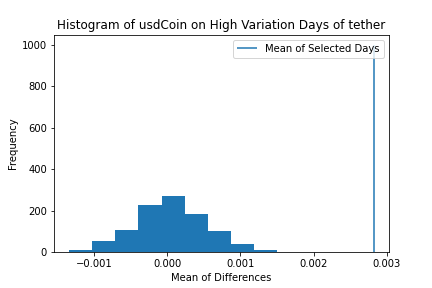 Histogram of usdCoin on High Variation Days of tether
Mean of Selected Days
Frequency
1000
800
600
400
200
0
−0.001
0.000
0.001
0.002
0.003
Mean of Differences